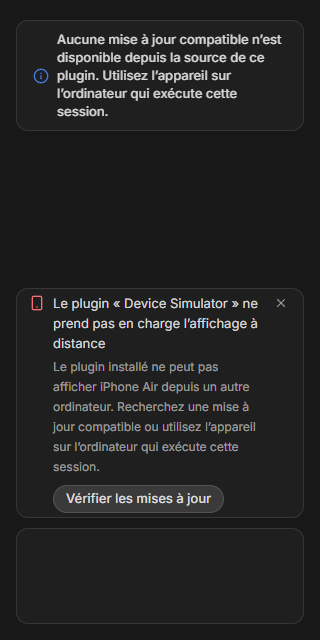 Aucune mise à jour compatible n’est
disponible depuis la source de ce
plugin. Utilisez l’appareil sur
l’ordinateur qui exécute cette
session.
Le plugin « Device Simulator » ne
prend pas en charge l’affichage à
distance
Le plugin installé ne peut pas
afficher iPhone Air depuis un autre
ordinateur. Recherchez une mise à
jour compatible ou utilisez l’appareil
sur l’ordinateur qui exécute cette
session.
Vérifier les mises à jour